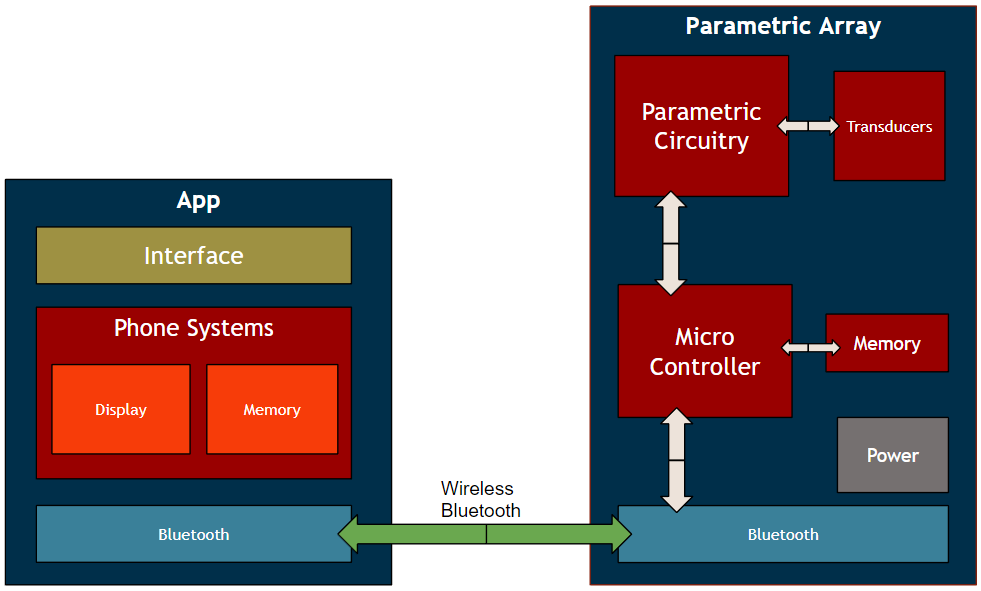 Parametric Array
Parametric
Circuitry
Transducers
App
Interface
Phone Systems
Display
Memory
Bluetooth
Wireless
Bluetooth
Micro
Controller
Memory
Power
Bluetooth